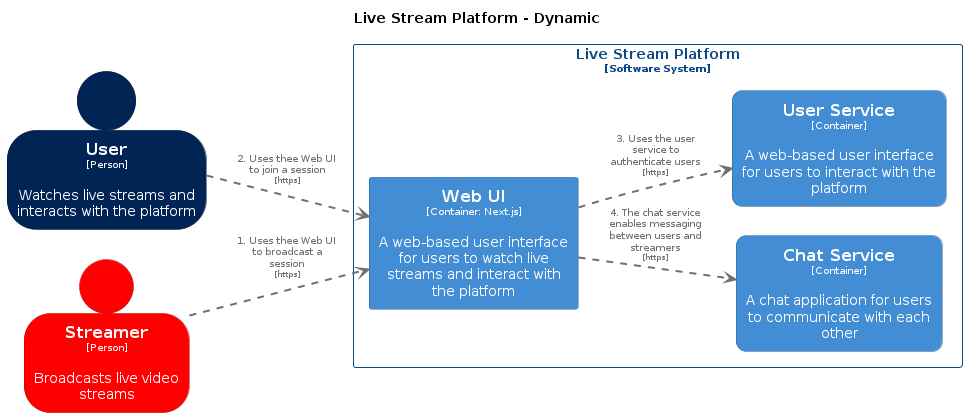 Live Stream Platform - Dynamic
Live Stream Platform
[Software System]
User
[Person]
Watches live streams and
interacts with the platform
2. Uses thee Web UI
to join a session
[https]
1. Uses thee Web UI
to broadcast a
session
[https]
Streamer
[Person]
Broadcasts live video
streams
Web UI
[Container: Next.js]
A web-based user interface
for users to watch live
streams and interact with
the platform
3. Uses the user
service to
authenticate users
[https]
4. The chat service
enables messaging
between users and
streamers
[https]
User Service
[Container]
A web-based user interface
for users to interact with the
platform
Chat Service
[Container]
A chat application for users
to communicate with each
other